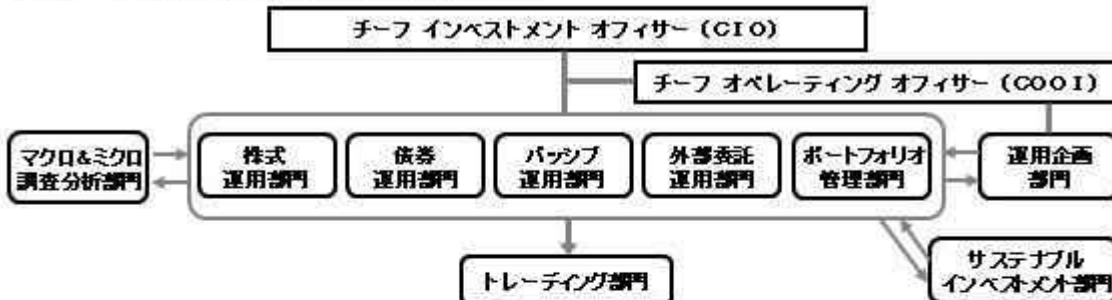 チーフ インベストメント オフィサー (CIO)
チーフ オペレーティング オフィサー (COOI)
マクロ&ミクロ
調査分析部門
株式
運用部門
債券
運用部門
パッシブ
運用部門
外部委託
運用部門
ポートフォリオ
管理部門
運用企画
部門
トレーディング部門
サステナブル
インベストメント部門